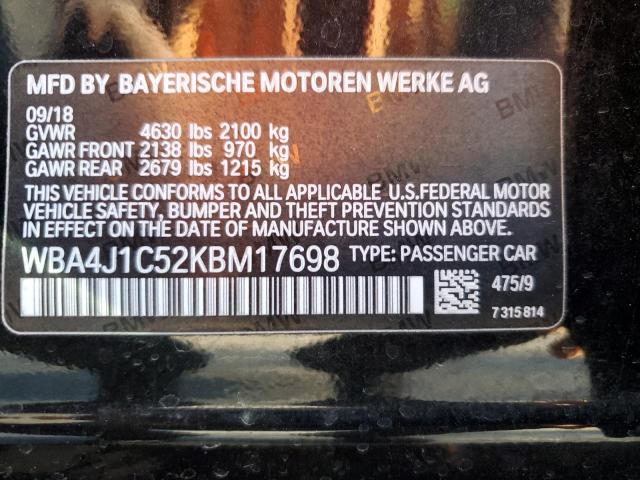 MFD BY BAYERISCHE MOTOREN WERKE AG
09/18
GVWR 4630 lbs 2100 kg
GAWR FRONT 2138 lbs 970 kg
GAWR REAR 2679 lbs 1215 kg
THIS VEHICLE CONFORMS TO ALL APPLICABLE U.S.FEDERAL MOTOR
VEHICLE SAFETY, BUMPER AND THEFT PREVENTION STANDARDS
IN EFFECT ON THE DATE OF MANUFACTURE SHOWN ABOVE.
WBA4J1C52KBM17698 TYPE: PASSENGER CAR
475/9
7 315 814